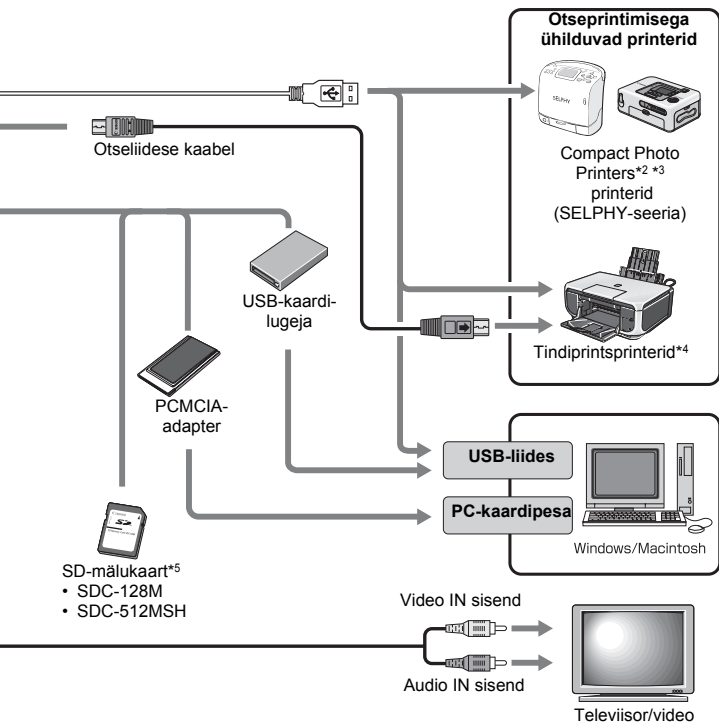 Otseprintimisega
ühilduvad printerid
SELPHY
Compact Photo
Printers*2 *3
printerid
(SELPHY-seeria)
Otseliidese kaabel
USB-kaardi-
lugeja
Tindiprintsprinterid*4
PCMCIA-
adapter
USB-liides
PC-kaardipesa
Windows/Macintosh
SD-mälukaart*5
• SDC-128M
• SDC-512MSH
Video IN sisend
Audio IN sisend
Televiisor/video